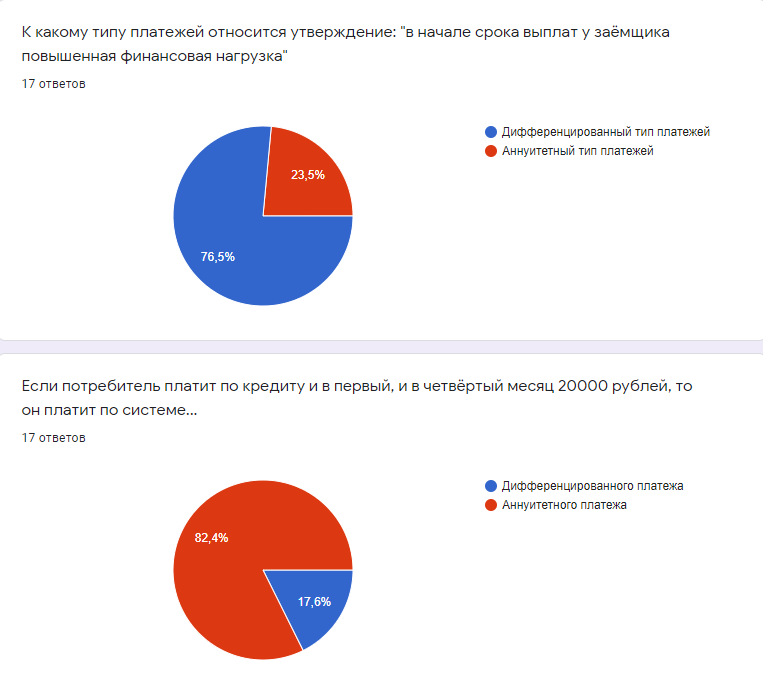 К какому типу платежей относится утверждение: "в начале срока выплат у заёмщика
повышенная финансовая нагрузка"
17 ответов
Дифференцированный тип платежей
Аннуитетный тип платежей
23,5%
76,5%
Если потребитель платит по кредиту и в первый, и в четвёртый месяц 20000 рублей, то
он платит по системе...
17 ответов
Дифференцированного платежа
Аннуитетного платежа
82,4%
17,6%